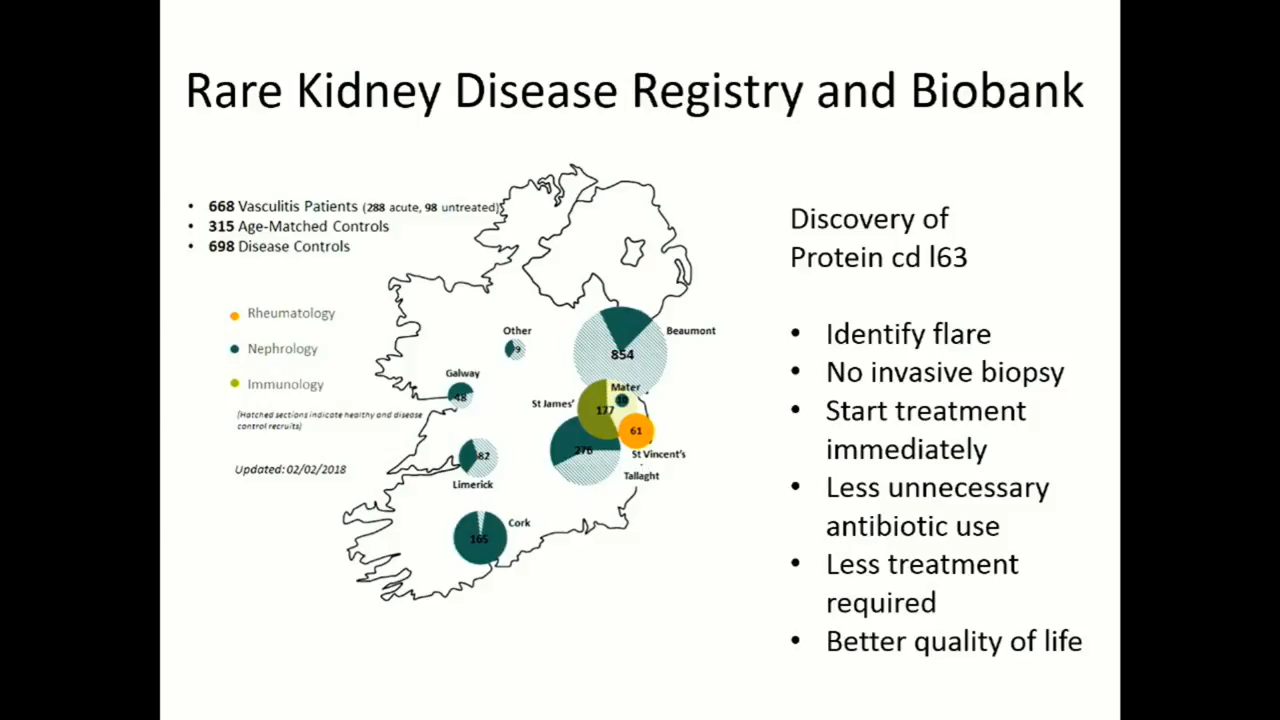 Rare Kidney Disease Registry and Biobank
• 668 Vasculitis Patients (288 acute, 98 untreated)
• 315 Age-Matched Controls
• 698 Disease Controls
Rheumatology
Nephrology
Immunology
(Hatched sections indicate healthy and disease
control recruits)
Updated: 02/02/2018
Other
9
Beaumont
854
Galway
48
Mater
St James'
177
61
St Vincent's
276
Tallaght
82
Limerick
Cork
165
Discovery of
Protein cd l63
• Identify flare
• No invasive biopsy
• Start treatment
immediately
• Less unnecessary
antibiotic use
• Less treatment
required
• Better quality of life